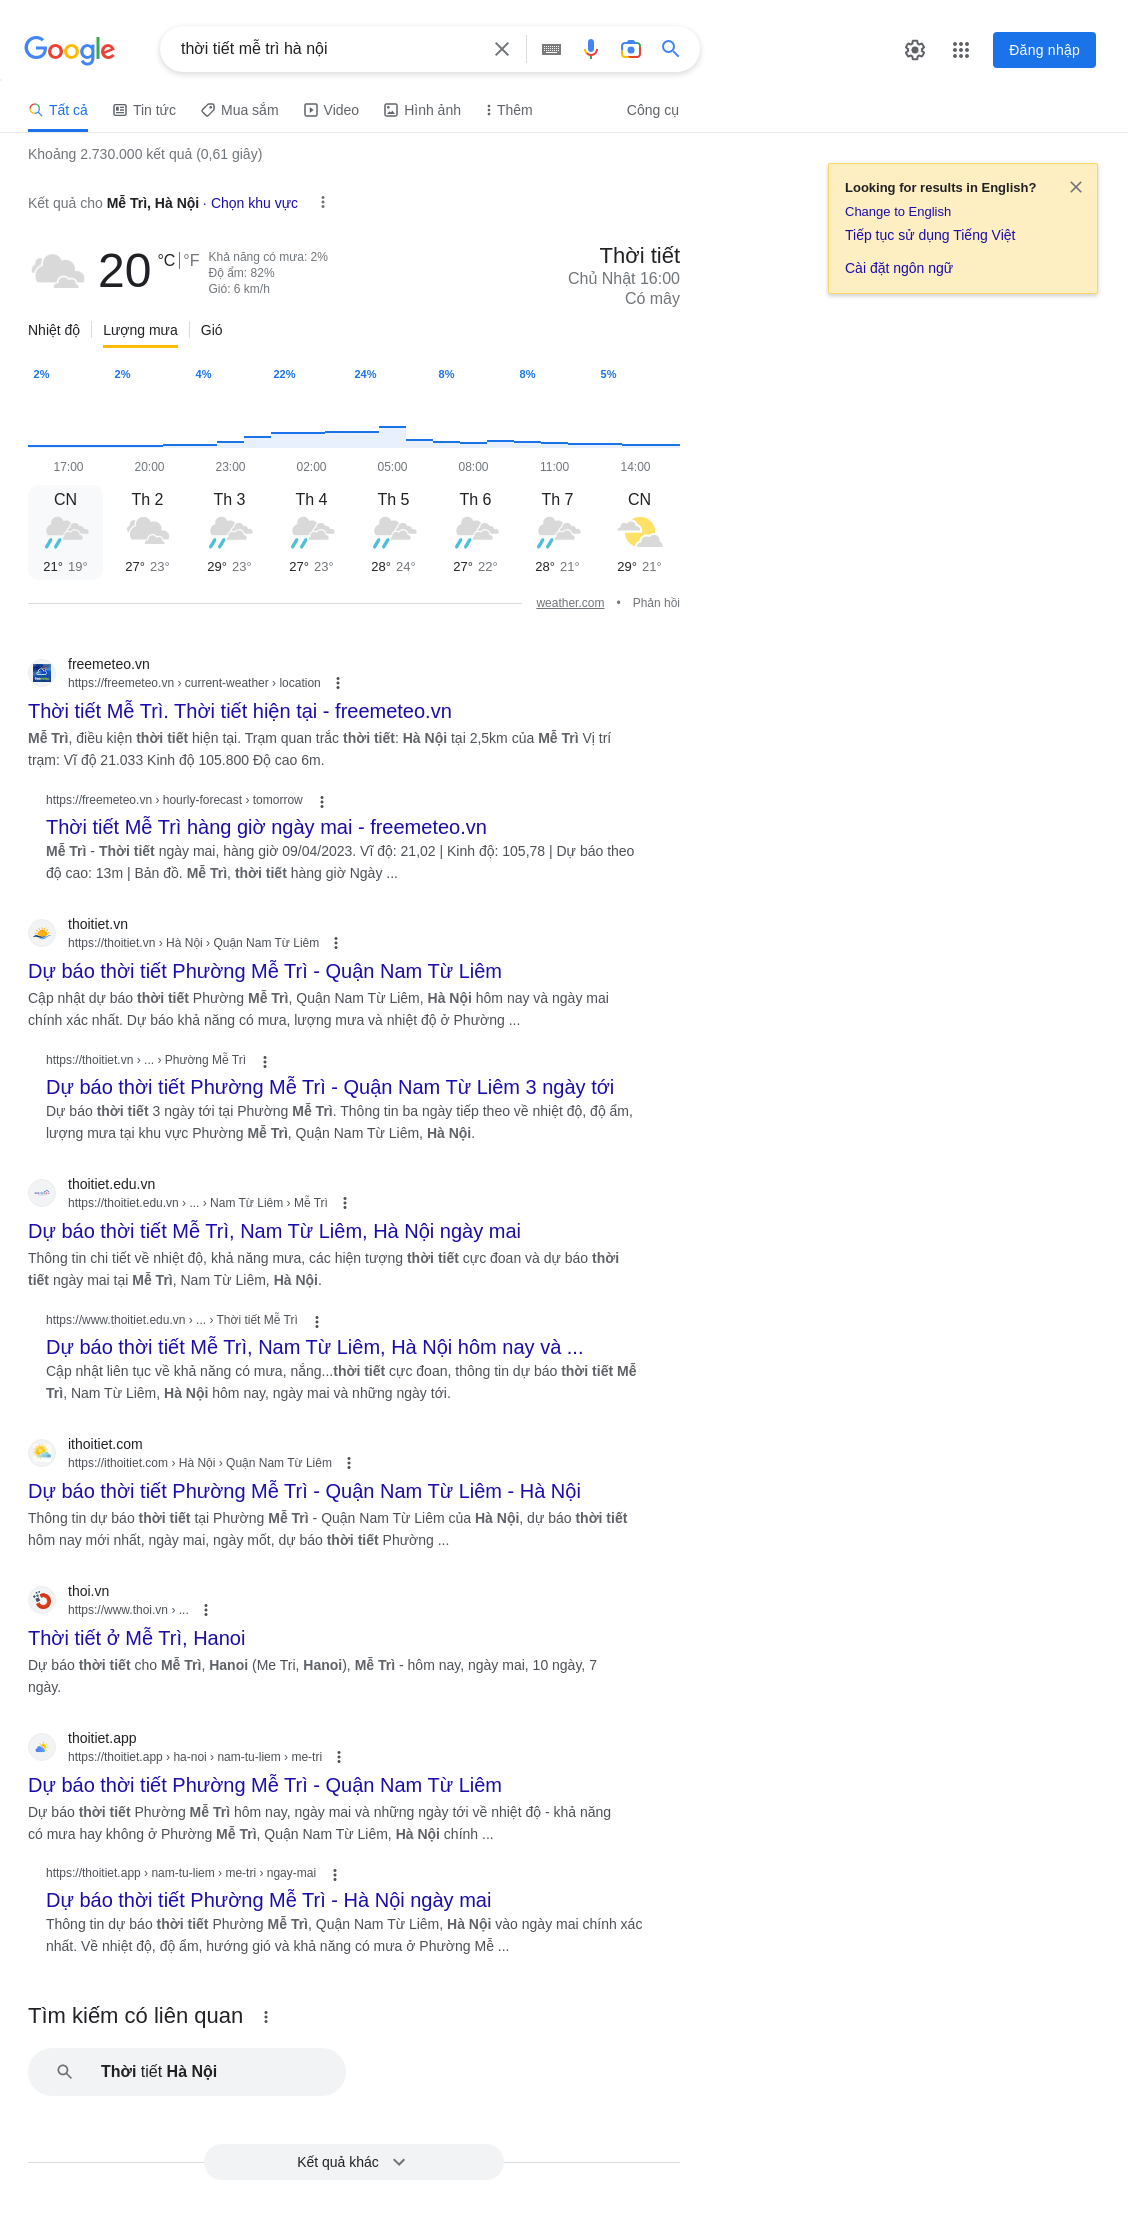 Google
thời tiết mễ trì hà nội
Đăng nhập
Tất cả
Tin tức
Mua sắm
Video
Hình ảnh
Thêm
Công cụ
Khoảng 2.730.000 kết quả (0,61 giây)
Looking for results in English?
Change to English
Tiếp tục sử dụng Tiếng Việt
Cài đặt ngôn ngữ
Kết quả cho Mễ Trì, Hà Nội · Chọn khu vực
20 °C | °F
Khả năng có mưa: 2%
Độ ẩm: 82%
Gió: 6 km/h
Thời tiết
Chủ Nhật 16:00
Có mây
Nhiệt độ
Lượng mưa
Gió
2% 2% 4% 22% 24% 8% 8% 5%
17:00 20:00 23:00 02:00 05:00 08:00 11:00 14:00
CN Th 2 Th 3 Th 4 Th 5 Th 6 Th 7 CN
21° 19° 27° 23° 29° 23° 27° 23° 28° 24° 27° 22° 28° 21° 29° 21°
weather.com • Phản hồi
freemeteo.vn
https://freemeteo.vn › current-weather › location
Thời tiết Mễ Trì. Thời tiết hiện tại - freemeteo.vn
Mễ Trì, điều kiện thời tiết hiện tại. Trạm quan trắc thời tiết: Hà Nội tại 2,5km của Mễ Trì Vị trí
trạm: Vĩ độ 21.033 Kinh độ 105.800 Độ cao 6m.
https://freemeteo.vn › hourly-forecast › tomorrow
Thời tiết Mễ Trì hàng giờ ngày mai - freemeteo.vn
Mễ Trì - Thời tiết ngày mai, hàng giờ 09/04/2023. Vĩ độ: 21,02 | Kinh độ: 105,78 | Dự báo theo
độ cao: 13m | Bản đồ. Mễ Trì, thời tiết hàng giờ Ngày ...
thoitiet.vn
https://thoitiet.vn › Hà Nội › Quận Nam Từ Liêm
Dự báo thời tiết Phường Mễ Trì - Quận Nam Từ Liêm
Cập nhật dự báo thời tiết Phường Mễ Trì, Quận Nam Từ Liêm, Hà Nội hôm nay và ngày mai
chính xác nhất. Dự báo khả năng có mưa, lượng mưa và nhiệt độ ở Phường ...
https://thoitiet.vn › ... › Phường Mễ Trì
Dự báo thời tiết Phường Mễ Trì - Quận Nam Từ Liêm 3 ngày tới
Dự báo thời tiết 3 ngày tới tại Phường Mễ Trì. Thông tin ba ngày tiếp theo về nhiệt độ, độ ẩm,
lượng mưa tại khu vực Phường Mễ Trì, Quận Nam Từ Liêm, Hà Nội.
thoitiet.edu.vn
https://thoitiet.edu.vn › ... › Nam Từ Liêm › Mễ Trì
Dự báo thời tiết Mễ Trì, Nam Từ Liêm, Hà Nội ngày mai
Thông tin chi tiết về nhiệt độ, khả năng mưa, các hiện tượng thời tiết cực đoan và dự báo thời
tiết ngày mai tại Mễ Trì, Nam Từ Liêm, Hà Nội.
https://www.thoitiet.edu.vn › ... › Thời tiết Mễ Trì
Dự báo thời tiết Mễ Trì, Nam Từ Liêm, Hà Nội hôm nay và ...
Cập nhật liên tục về khả năng có mưa, nắng...thời tiết cực đoan, thông tin dự báo thời tiết Mễ
Trì, Nam Từ Liêm, Hà Nội hôm nay, ngày mai và những ngày tới.
ithoitiet.com
https://ithoitiet.com › Hà Nội › Quận Nam Từ Liêm
Dự báo thời tiết Phường Mễ Trì - Quận Nam Từ Liêm - Hà Nội
Thông tin dự báo thời tiết tại Phường Mễ Trì - Quận Nam Từ Liêm của Hà Nội, dự báo thời tiết
hôm nay mới nhất, ngày mai, ngày mốt, dự báo thời tiết Phường ...
thoi.vn
https://www.thoi.vn › ...
Thời tiết ở Mễ Trì, Hanoi
Dự báo thời tiết cho Mễ Trì, Hanoi (Me Tri, Hanoi), Mễ Trì - hôm nay, ngày mai, 10 ngày, 7
ngày.
thoitiet.app
https://thoitiet.app › ha-noi › nam-tu-liem › me-tri
Dự báo thời tiết Phường Mễ Trì - Quận Nam Từ Liêm
Dự báo thời tiết Phường Mễ Trì hôm nay, ngày mai và những ngày tới về nhiệt độ - khả năng
có mưa hay không ở Phường Mễ Trì, Quận Nam Từ Liêm, Hà Nội chính ...
https://thoitiet.app › nam-tu-liem › me-tri › ngay-mai
Dự báo thời tiết Phường Mễ Trì - Hà Nội ngày mai
Thông tin dự báo thời tiết Phường Mễ Trì, Quận Nam Từ Liêm, Hà Nội vào ngày mai chính xác
nhất. Về nhiệt độ, độ ẩm, hướng gió và khả năng có mưa ở Phường Mễ ...
Tìm kiếm có liên quan
Thời tiết Hà Nội
Kết quả khác